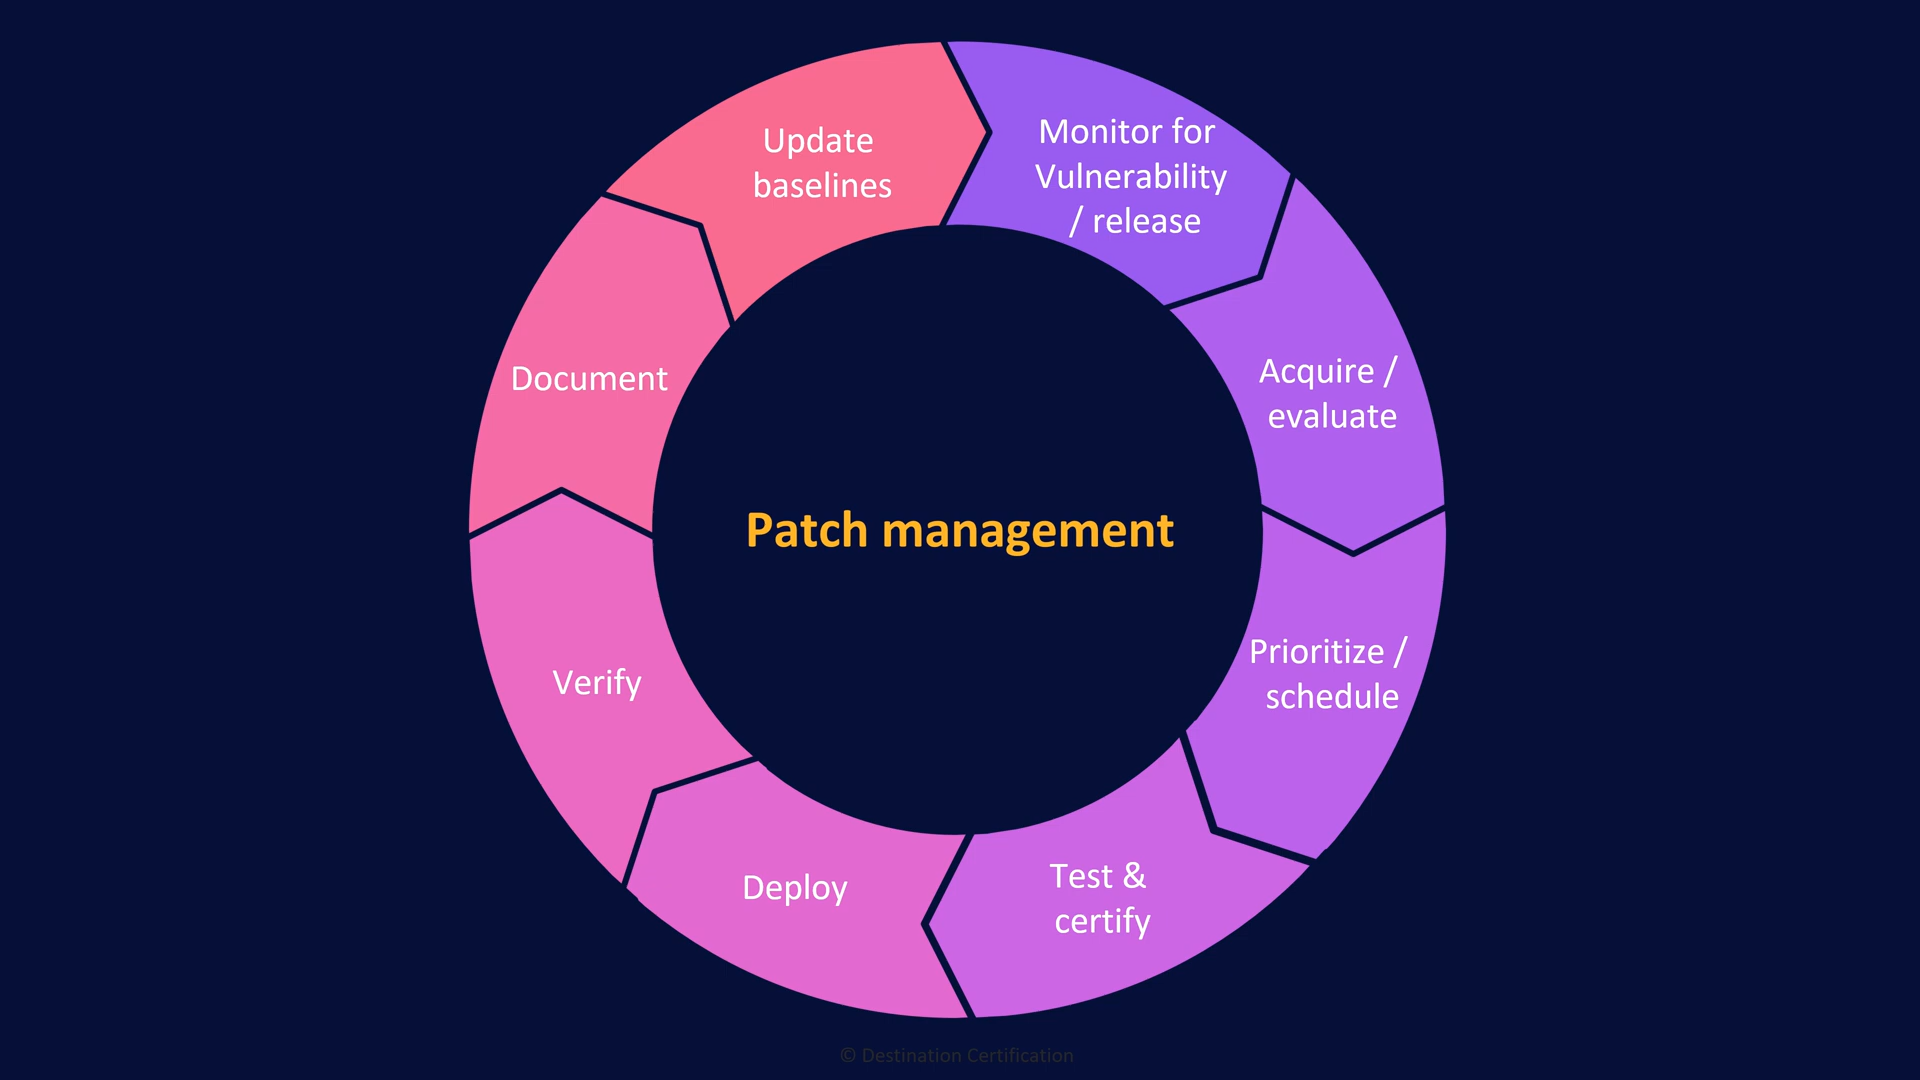 Monitor for
Vulnerability
/ release
Acquire /
evaluate
Prioritize /
schedule
Test &
certify
Deploy
Verify
Document
Update
baselines
Patch management
© Destination Certification